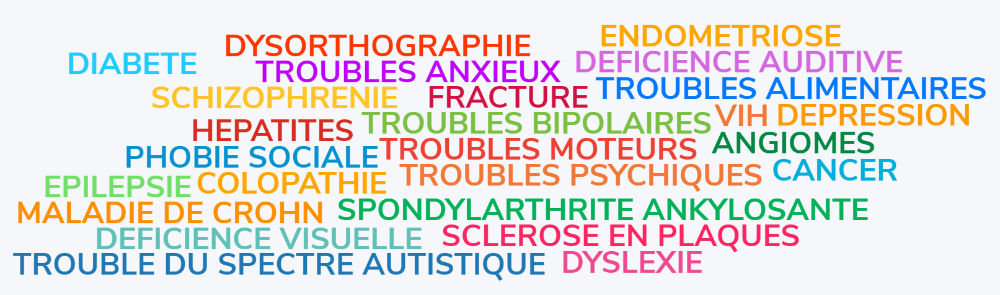 ENDOMETRIOSE
DYSORTHOGRAPHIE
DIABETE
DEFICIENCE AUDITIVE
TROUBLES ANXIEUX
TROUBLES ALIMENTAIRES
SCHIZOPHRENIE
FRACTURE
HEPATITES
TROUBLES BIPOLAIRES
VIH
DEPRESSION
PHOBIE SOCIALE
TROUBLES MOTEURS
ANGIOMES
EPILEPSIE
COLOPATHIE
TROUBLES PSYCHIQUES
CANCER
MALADIE DE CROHN
SPONDYLARTHRITE ANKYLOSANTE
DEFICIENCE VISUELLE
SCLEROSE EN PLAQUES
TROUBLE DU SPECTRE AUTISTIQUE
DYSLEXIE